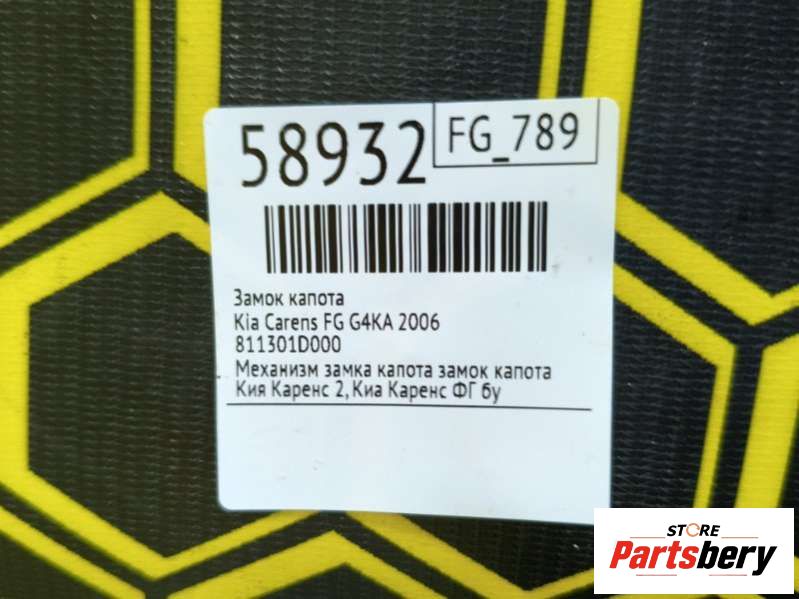 58932
FG_789
Замок капота
Kia Carens FG G4KA 2006
811301D000
Механизм замка капота замок капота
Кия Каренс 2, Киа Каренс ФГ бу
STORE
Partsbery